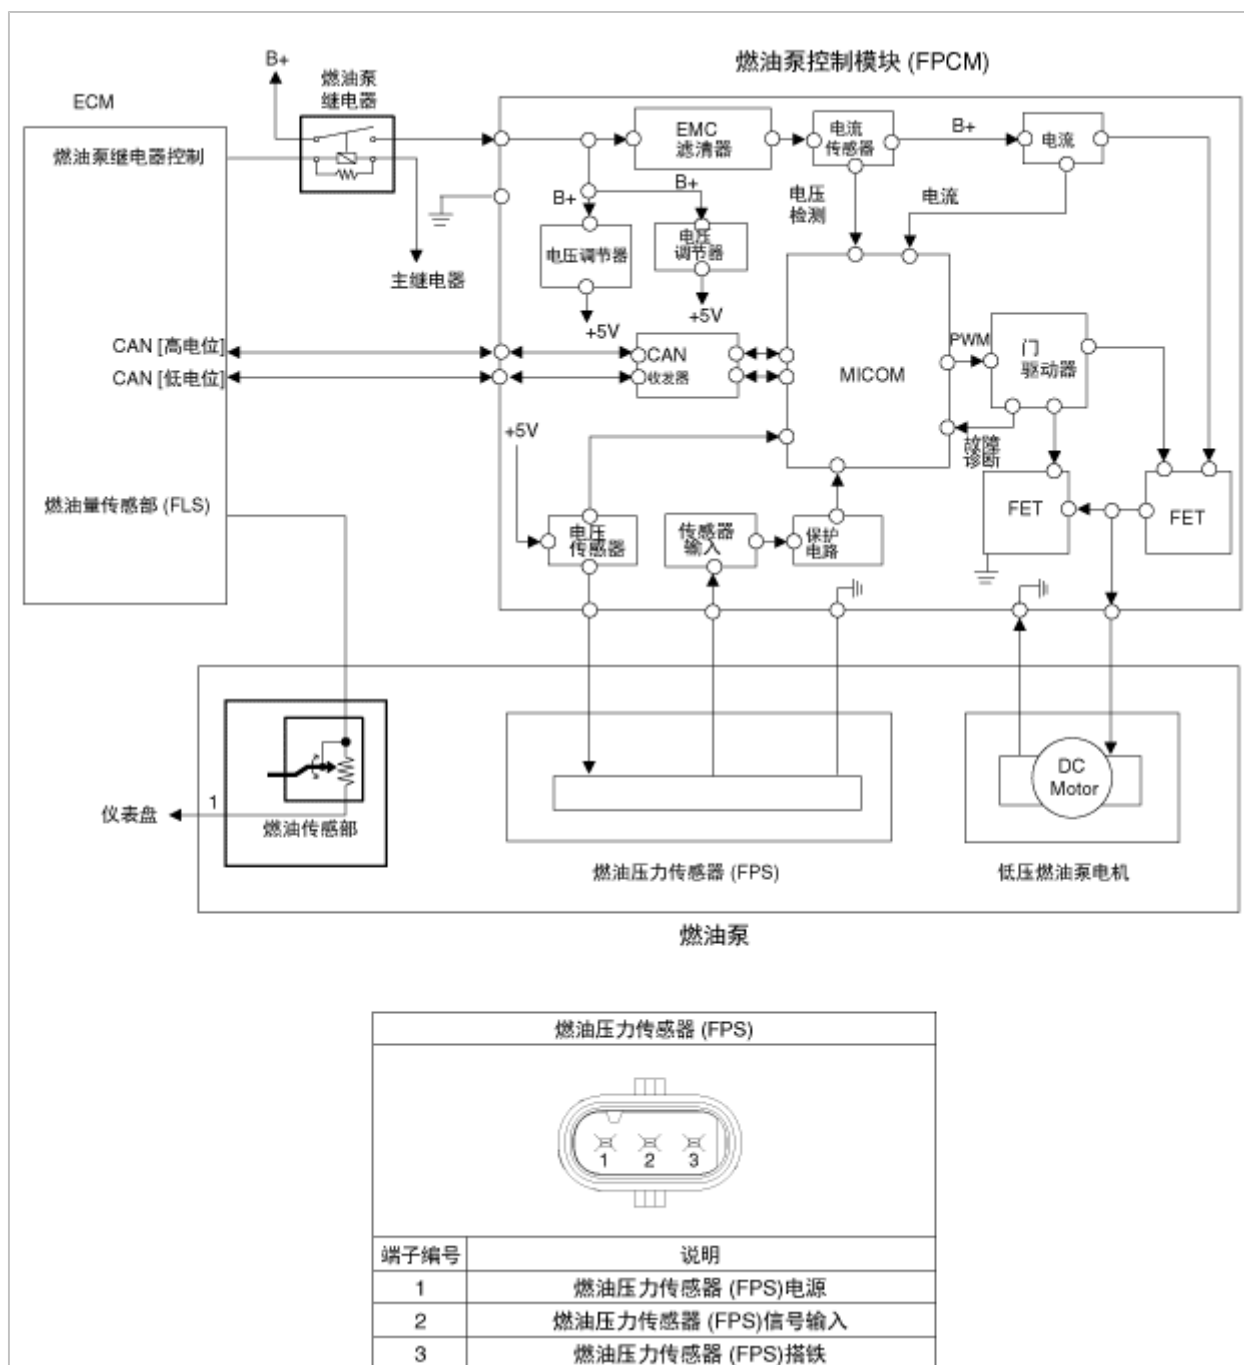 燃油泵控制模块 (FPCM)
B+
燃油泵
继电器
ECM
燃油泵继电器控制
EMC
滤清器
电流
传感器
B+
电流
B+
B+
电压
检测
电流
电压调节器
电压
调节器
主继电器
+5V
+5V
CAN [高电位]
CAN [低电位]
CAN
收发器
MICOM
PWM
门
驱动器
故障
诊断
+5V
燃油量传感部 (FLS)
电压
传感器
传感器
输入
保护
电路
FET
FET
仪表盘
1
燃油传感部
DC
Motor
燃油压力传感器 (FPS)
低压燃油泵电机
燃油泵
燃油压力传感器 (FPS)
1 2 3
端子编号 说明
1 燃油压力传感器 (FPS)电源
2 燃油压力传感器 (FPS)信号输入
3 燃油压力传感器 (FPS)搭铁